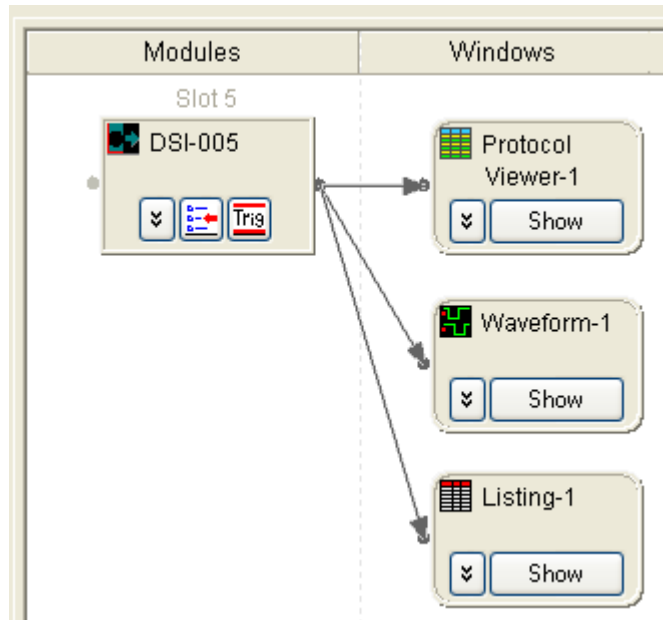 Modules
Windows
Slot 5
DSI-005
Trig
Protocol
Viewer-1
Show
Waveform-1
Show
Listing-1
Show